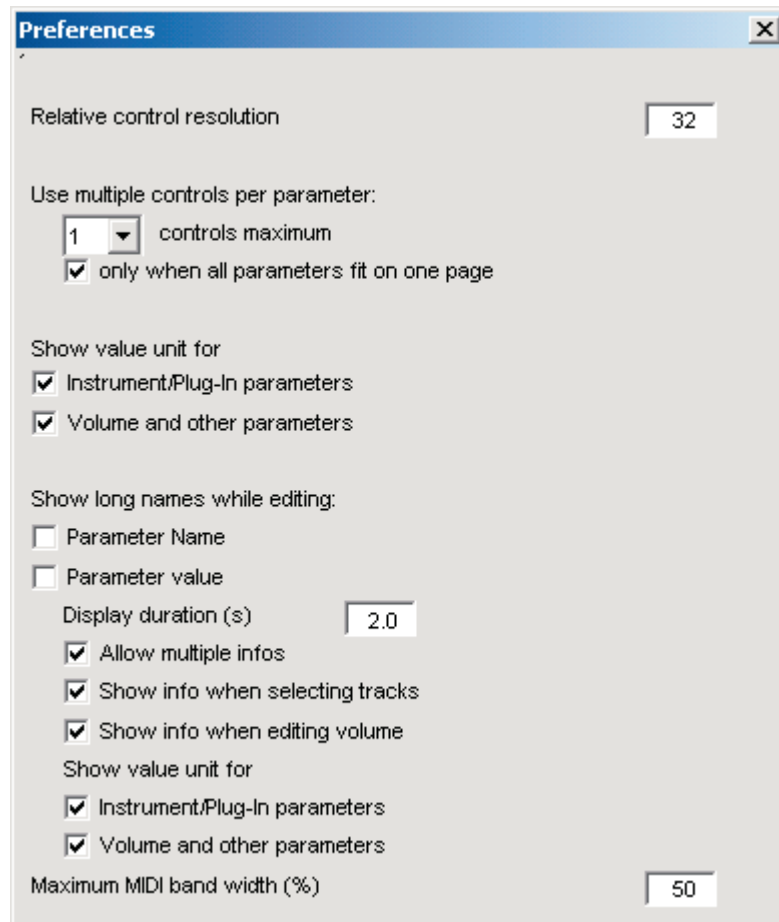 Preferences
Relative control resolution 32
Use multiple controls per parameter:
1 controls maximum
only when all parameters fit on one page
Show value unit for
Instrument/Plug-In parameters
Volume and other parameters
Show long names while editing:
Parameter Name
Parameter value
Display duration (s) 2.0
Allow multiple infos
Show info when selecting tracks
Show info when editing volume
Show value unit for
Instrument/Plug-In parameters
Volume and other parameters
Maximum MIDI band width (%) 50